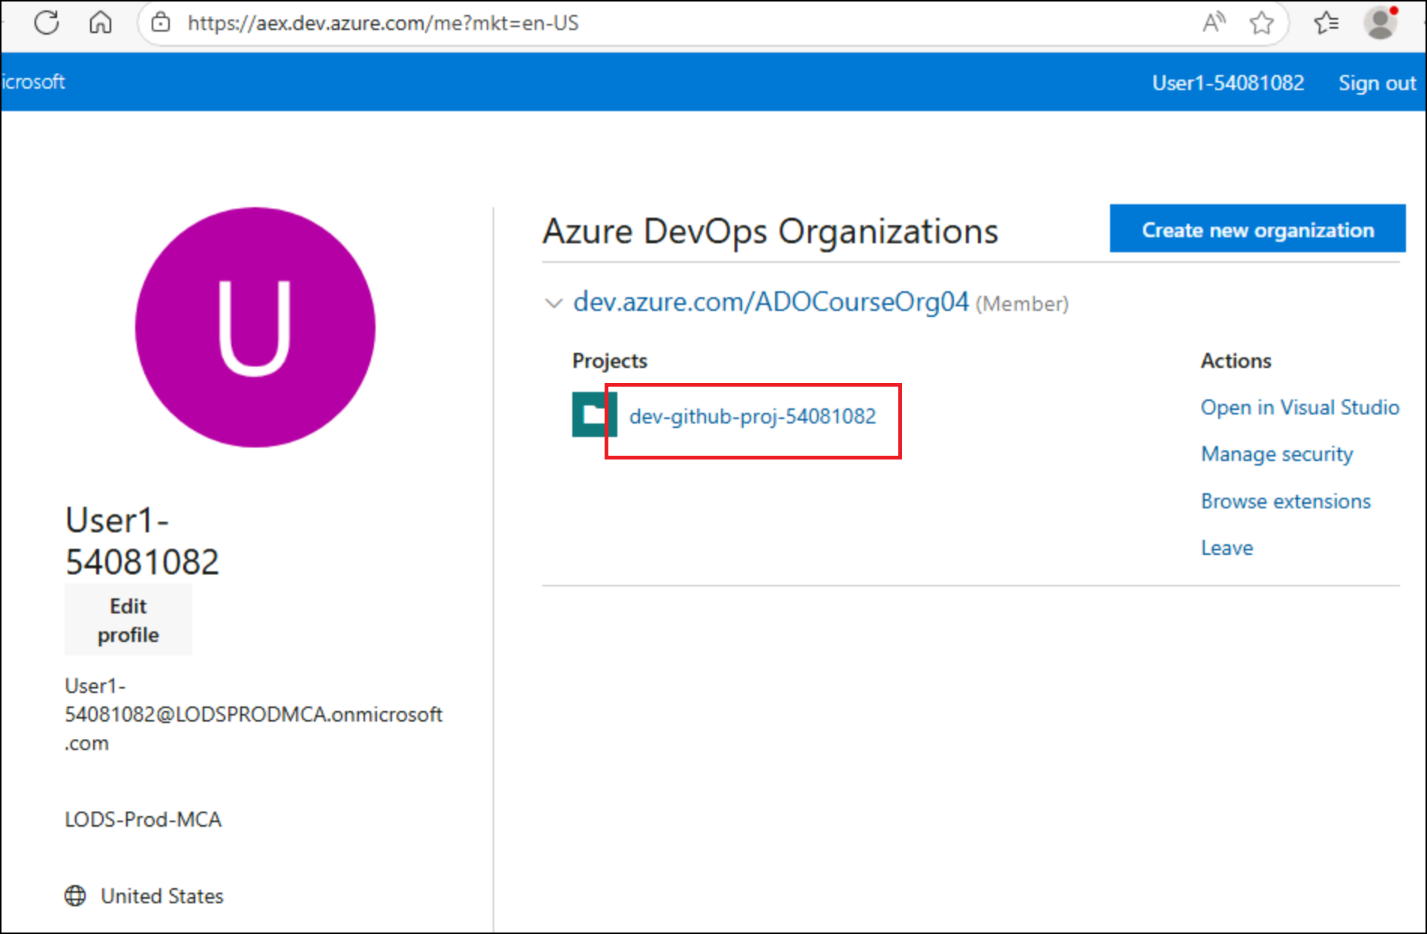 https://aex.dev.azure.com/me?mkt=en-US
icrosoft
User1-54081082
Sign out
U
User1-
54081082
Edit
profile
User1-
54081082@LODSPRODMCA.onmicrosoft
.com
LODS-Prod-MCA
United States
Azure DevOps Organizations
Create new organization
dev.azure.com/ADOCourseOrg04 (Member)
Projects
dev-github-proj-54081082
Actions
Open in Visual Studio
Manage security
Browse extensions
Leave